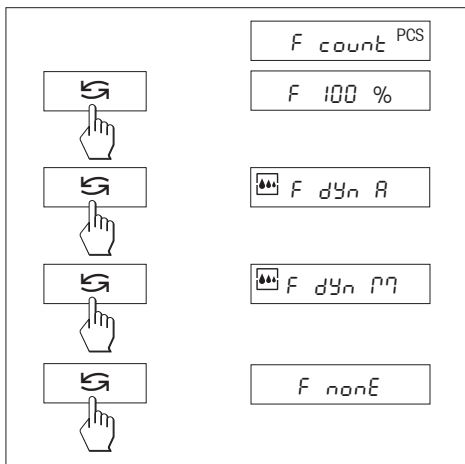 F count PCS
F 100 %
F dyn A
F dyn M
F nonE